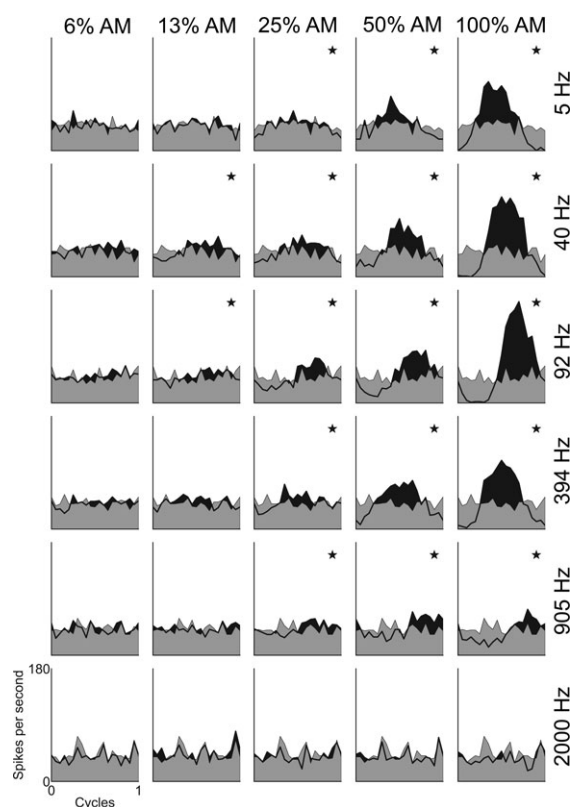 6% AM 13% AM 25% AM 50% AM 100% AM
5 Hz
40 Hz
92 Hz
394 Hz
905 Hz
2000 Hz
Spikes per second
180
0
0 1
Cycles